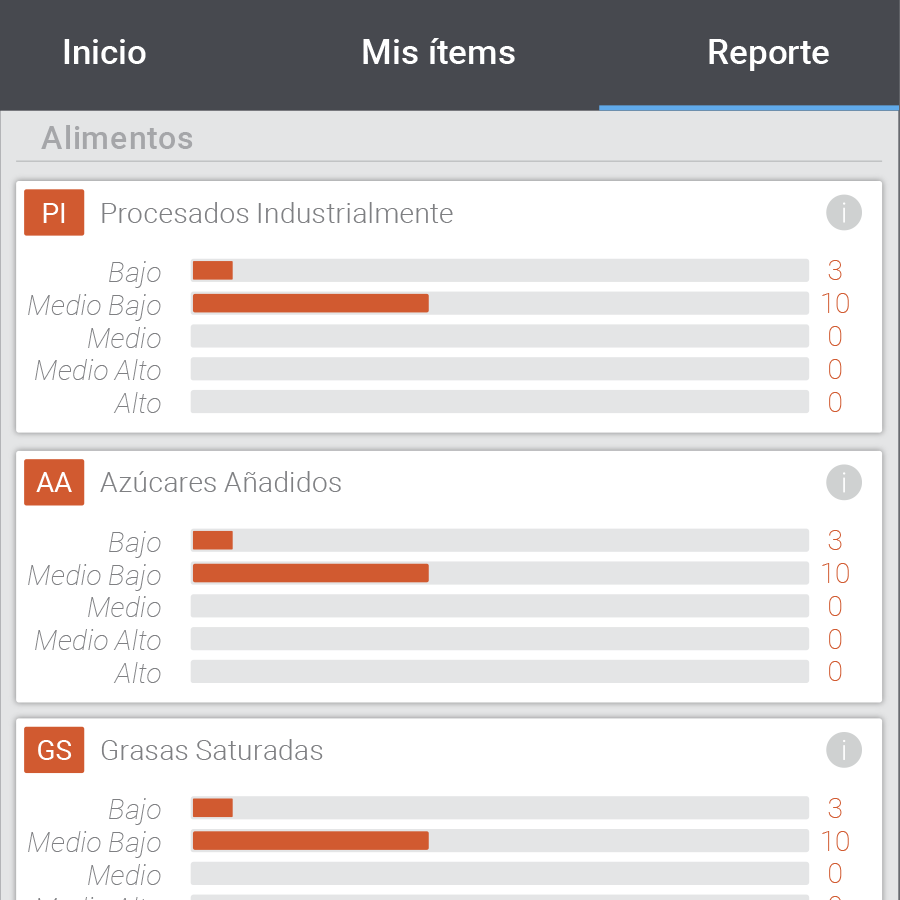 Inicio Mis ítems Reporte
Alimentos
PI Procesados Industrialmente i
Bajo 3
Medio Bajo 10
Medio 0
Medio Alto 0
Alto 0
AA Azúcares Añadidos i
Bajo 3
Medio Bajo 10
Medio 0
Medio Alto 0
Alto 0
GS Grasas Saturadas i
Bajo 3
Medio Bajo 10
Medio 0